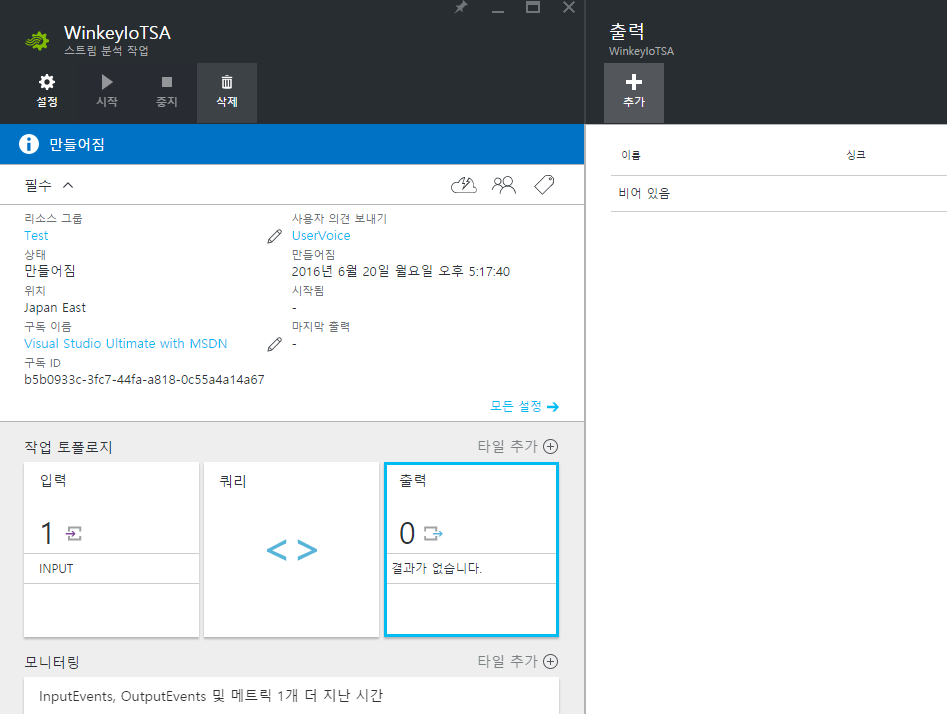 WinkeyIoTSA
스트림 분석 작업
설정
시작
중지
삭제
만들어짐
필수
리소스 그룹
Test
상태
만들어짐
위치
Japan East
구독 이름
Visual Studio Ultimate with MSDN
구독 ID
b5b0933c-3fc7-44fa-a818-0c55a4a14a67
사용자 의견 보내기
UserVoice
만들어짐
2016년 6월 20일 월요일 오후 5:17:40
시작됨
-
마지막 출력
-
모든 설정
작업 토폴로지
타일 추가
입력
1
INPUT
쿼리
< >
출력
0
결과가 없습니다.
모니터링
타일 추가
InputEvents, OutputEvents 및 메트릭 1개 더 지난 시간
출력
WinkeyIoTSA
추가
이름 싱크
비어 있음